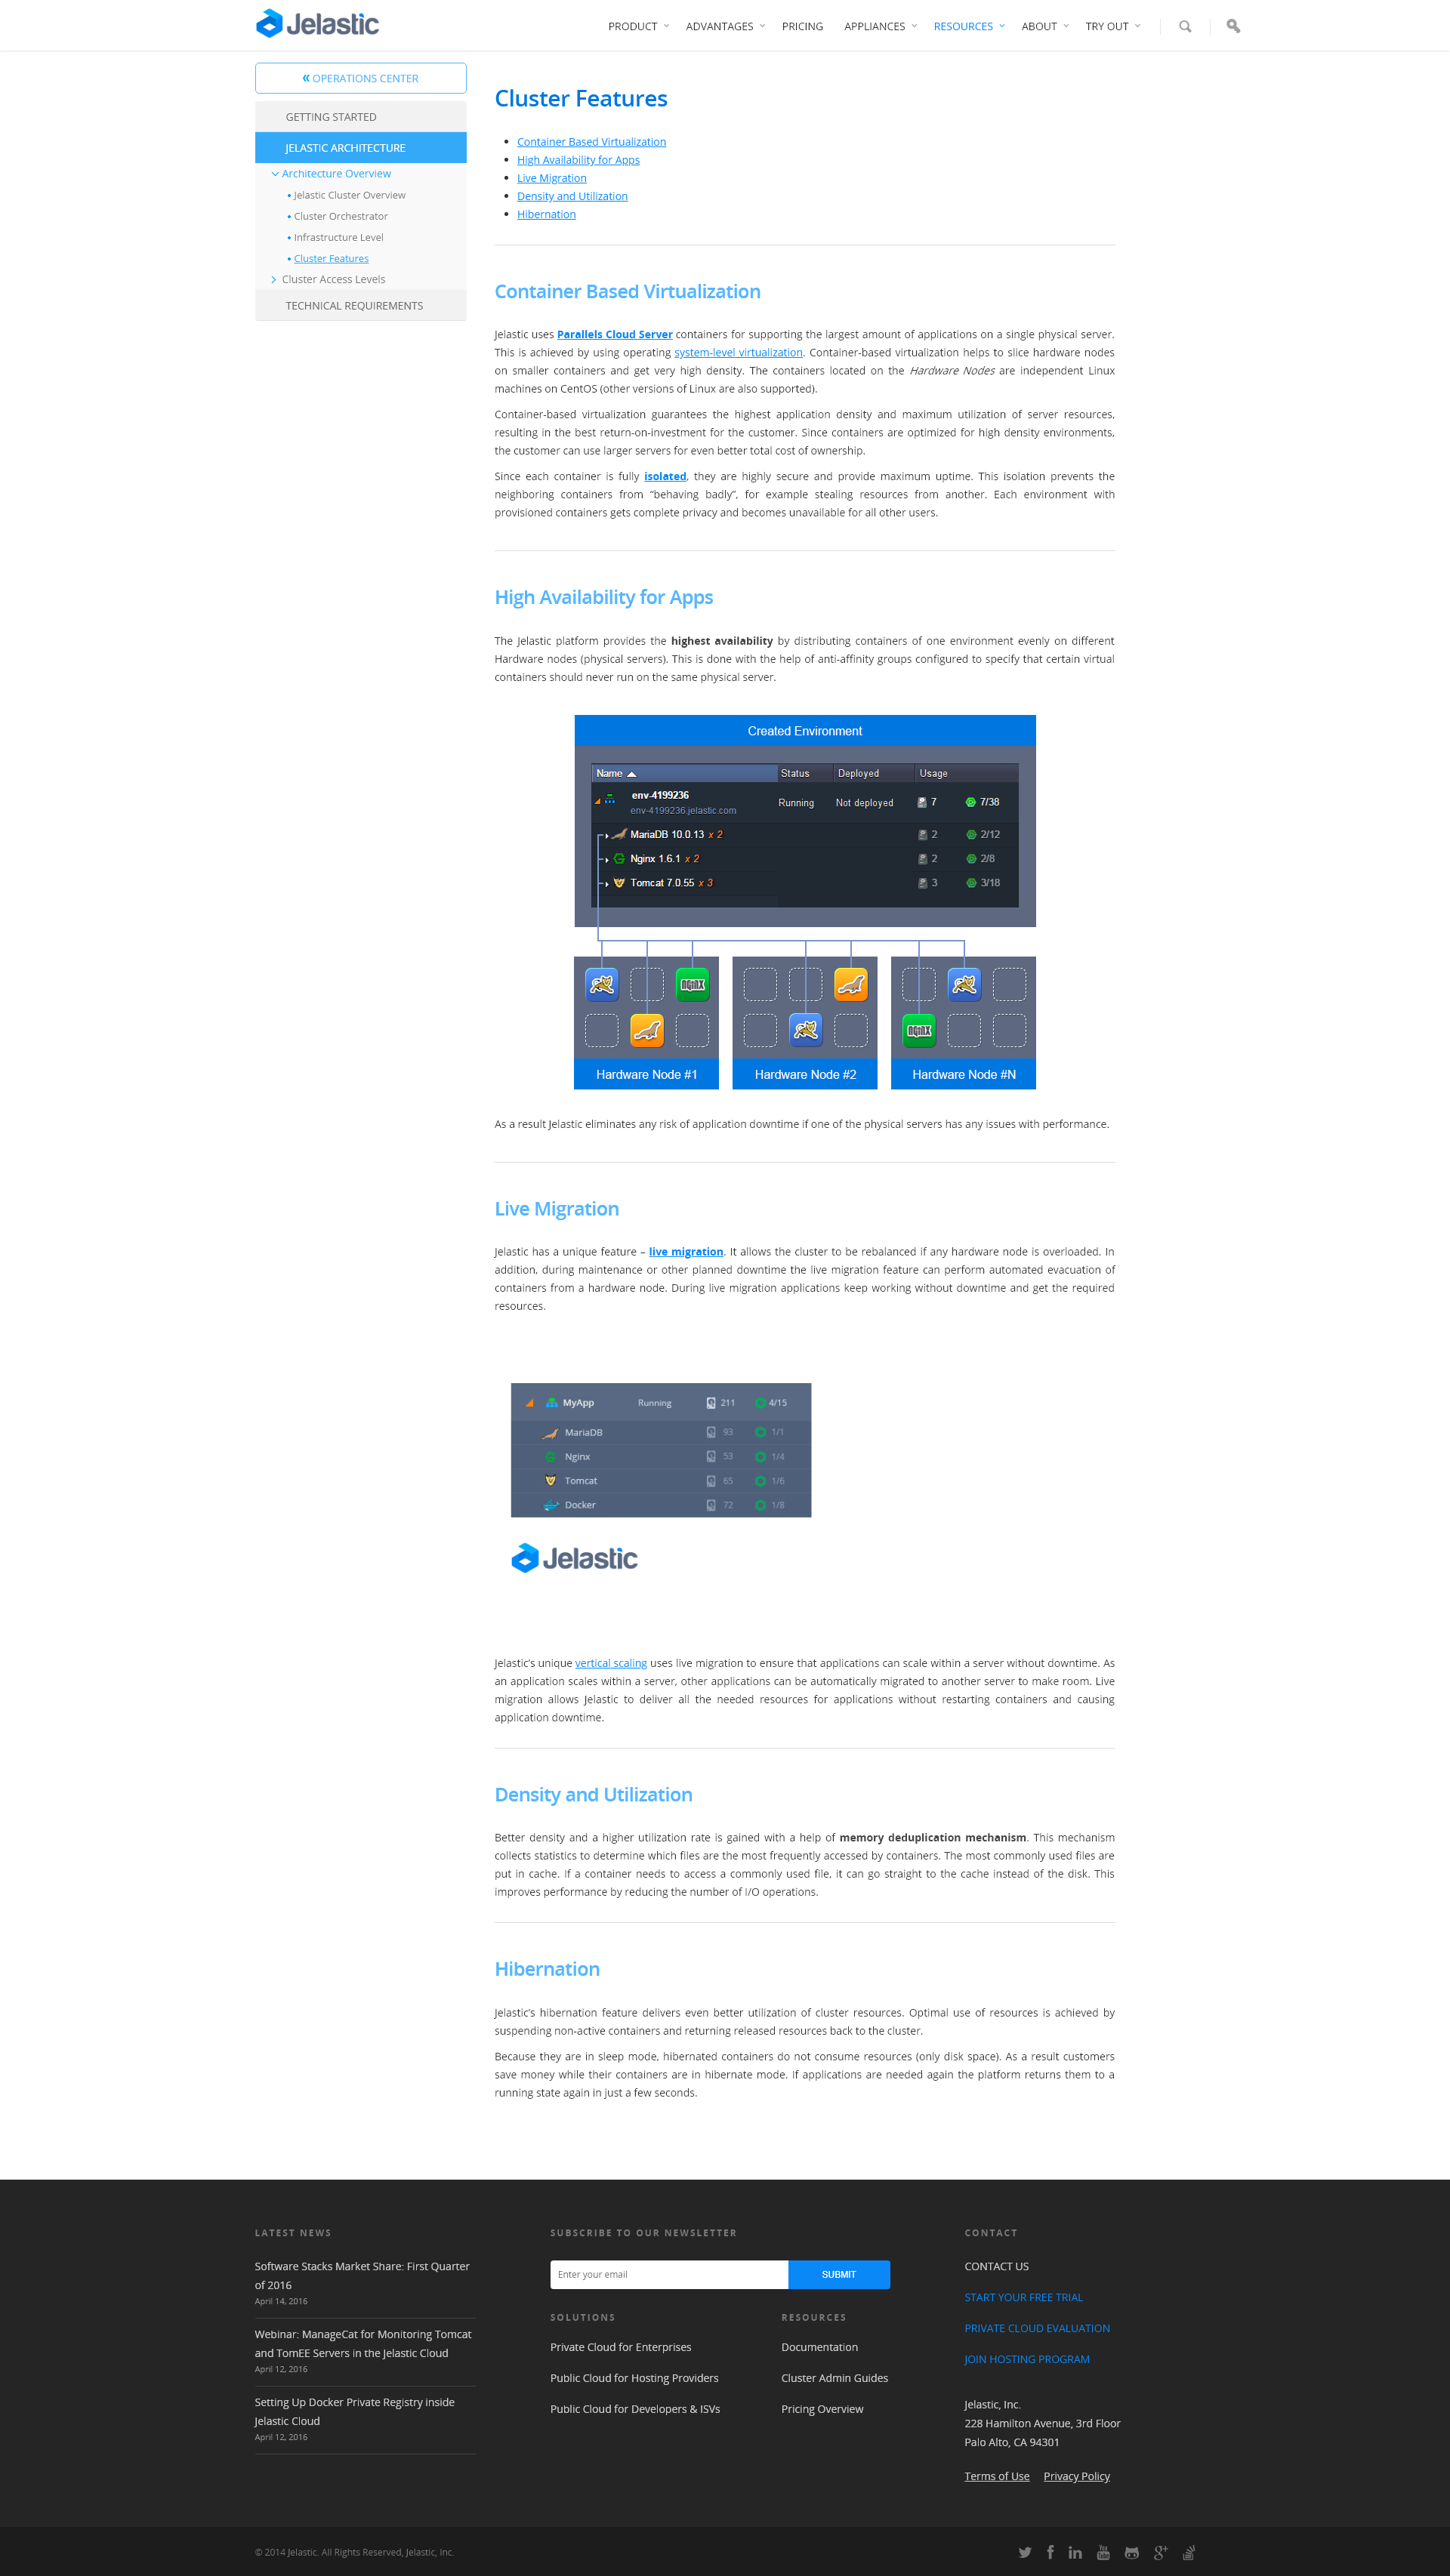 Jelastic
PRODUCT ADVANTAGES PRICING APPLIANCES RESOURCES ABOUT TRY OUT
« OPERATIONS CENTER
GETTING STARTED
JELASTIC ARCHITECTURE
Architecture Overview
Jelastic Cluster Overview
Cluster Orchestrator
Infrastructure Level
Cluster Features
Cluster Access Levels
TECHNICAL REQUIREMENTS
Cluster Features
Container Based Virtualization
High Availability for Apps
Live Migration
Density and Utilization
Hibernation
Container Based Virtualization
Jelastic uses Parallels Cloud Server containers for supporting the largest amount of applications on a single physical server.
This is achieved by using operating system-level virtualization. Container-based virtualization helps to slice hardware nodes
on smaller containers and get very high density. The containers located on the Hardware Nodes are independent Linux
machines on CentOS (other versions of Linux are also supported).
Container-based virtualization guarantees the highest application density and maximum utilization of server resources,
resulting in the best return-on-investment for the customer. Since containers are optimized for high density environments,
the customer can use larger servers for even better total cost of ownership.
Since each container is fully isolated, they are highly secure and provide maximum uptime. This isolation prevents the
neighboring containers from “behaving badly”, for example stealing resources from another. Each environment with
provisioned containers gets complete privacy and becomes unavailable for all other users.
High Availability for Apps
The Jelastic platform provides the highest availability by distributing containers of one environment evenly on different
Hardware nodes (physical servers). This is done with the help of anti-affinity groups configured to specify that certain virtual
containers should never run on the same physical server.
Created Environment
Name Status Deployed Usage
env-4199236
env-4199236.jelastic.com Running Not deployed 7 7/38
MariaDB 10.0.13 x 2 2 2/12
Nginx 1.6.1 x 2 2 2/8
Tomcat 7.0.55 x 3 3 3/18
NGINX
NGINX
Hardware Node #1 Hardware Node #2 Hardware Node #N
As a result Jelastic eliminates any risk of application downtime if one of the physical servers has any issues with performance.
Live Migration
Jelastic has a unique feature – live migration. It allows the cluster to be rebalanced if any hardware node is overloaded. In
addition, during maintenance or other planned downtime the live migration feature can perform automated evacuation of
containers from a hardware node. During live migration applications keep working without downtime and get the required
resources.
MyApp Running 211 4/15
MariaDB 93 1/1
Nginx 53 1/4
Tomcat 65 1/6
Docker 72 1/8
Jelastic
Jelastic’s unique vertical scaling uses live migration to ensure that applications can scale within a server without downtime. As
an application scales within a server, other applications can be automatically migrated to another server to make room. Live
migration allows Jelastic to deliver all the needed resources for applications without restarting containers and causing
application downtime.
Density and Utilization
Better density and a higher utilization rate is gained with a help of memory deduplication mechanism. This mechanism
collects statistics to determine which files are the most frequently accessed by containers. The most commonly used files are
put in cache. If a container needs to access a commonly used file, it can go straight to the cache instead of the disk. This
improves performance by reducing the number of I/O operations.
Hibernation
Jelastic’s hibernation feature delivers even better utilization of cluster resources. Optimal use of resources is achieved by
suspending non-active containers and returning released resources back to the cluster.
Because they are in sleep mode, hibernated containers do not consume resources (only disk space). As a result customers
save money while their containers are in hibernate mode. If applications are needed again the platform returns them to a
running state again in just a few seconds.
LATEST NEWS
Software Stacks Market Share: First Quarter
of 2016
April 14, 2016
Webinar: ManageCat for Monitoring Tomcat
and TomEE Servers in the Jelastic Cloud
April 12, 2016
Setting Up Docker Private Registry inside
Jelastic Cloud
April 12, 2016
SUBSCRIBE TO OUR NEWSLETTER
Enter your email SUBMIT
SOLUTIONS
Private Cloud for Enterprises
Public Cloud for Hosting Providers
Public Cloud for Developers & ISVs
RESOURCES
Documentation
Cluster Admin Guides
Pricing Overview
CONTACT
CONTACT US
START YOUR FREE TRIAL
PRIVATE CLOUD EVALUATION
JOIN HOSTING PROGRAM
Jelastic, Inc.
228 Hamilton Avenue, 3rd Floor
Palo Alto, CA 94301
Terms of Use Privacy Policy
© 2014 Jelastic. All Rights Reserved, Jelastic, Inc.